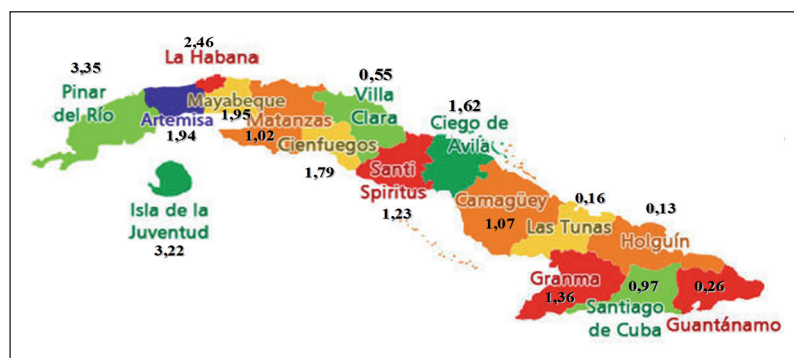 2,46
La Habana
3,35
Pinar
del Río
Artemisa
1,94
Mayabeque
1,95
Matanzas
1,02
0,55
Villa
Clara
Cienfuegos
1,79
1,62
Ciego de
Avila
Santi
Spiritus
1,23
Isla de la
Juventud
3,22
Camagüey
1,07
0,16
Las Tunas
0,13
Holguín
Granma
1,36
0,97
Santiago
de Cuba
0,26
Guantánamo